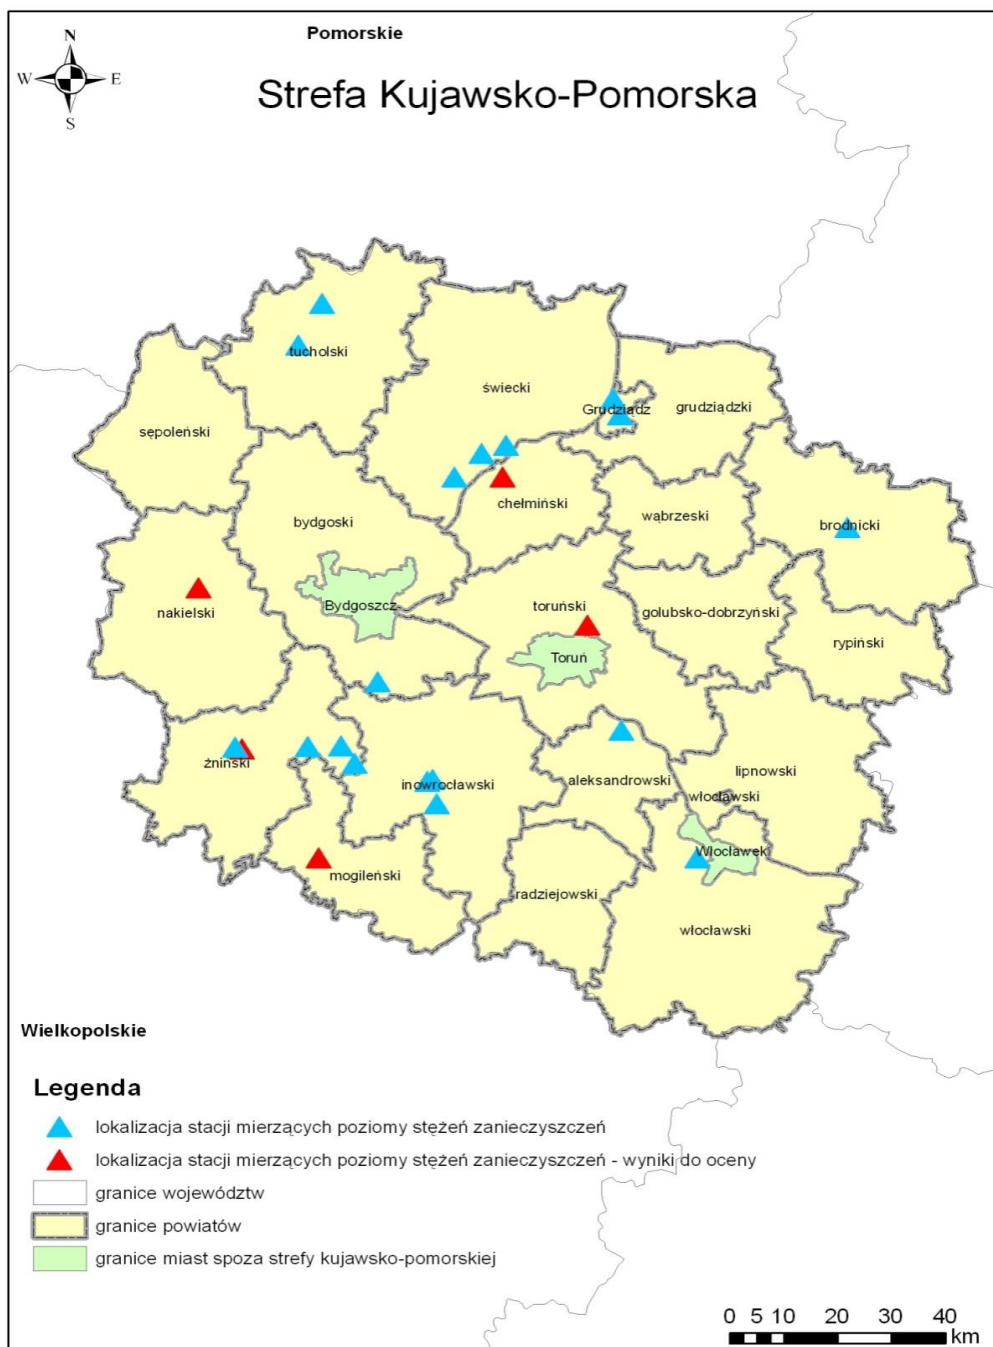 Pomorskie
N
W
E
S
Strefa Kujawsko-Pomorska
tucholski
świecki
Grudziądz
grudziądzki
sępoleński
chełmiński
wąbrzeski
brodnicki
bydgoski
Bydgoszcz
nakielski
toruński
golubsko-dobrzyński
rypiński
Toruń
żniński
inowrocławski
aleksandrowski
lipnowski
włocławski
Włocławek
mogileński
radziejowski
włocławski
Wielkopolskie
Legenda
lokalizacja stacji mierzących poziomy stężeń zanieczyszczeń
lokalizacja stacji mierzących poziomy stężeń zanieczyszczeń - wyniki do oceny
granice województw
granice powiatów
granice miast spoza strefy kujawsko-pomorskiej
0 5 10 20 30 40
km